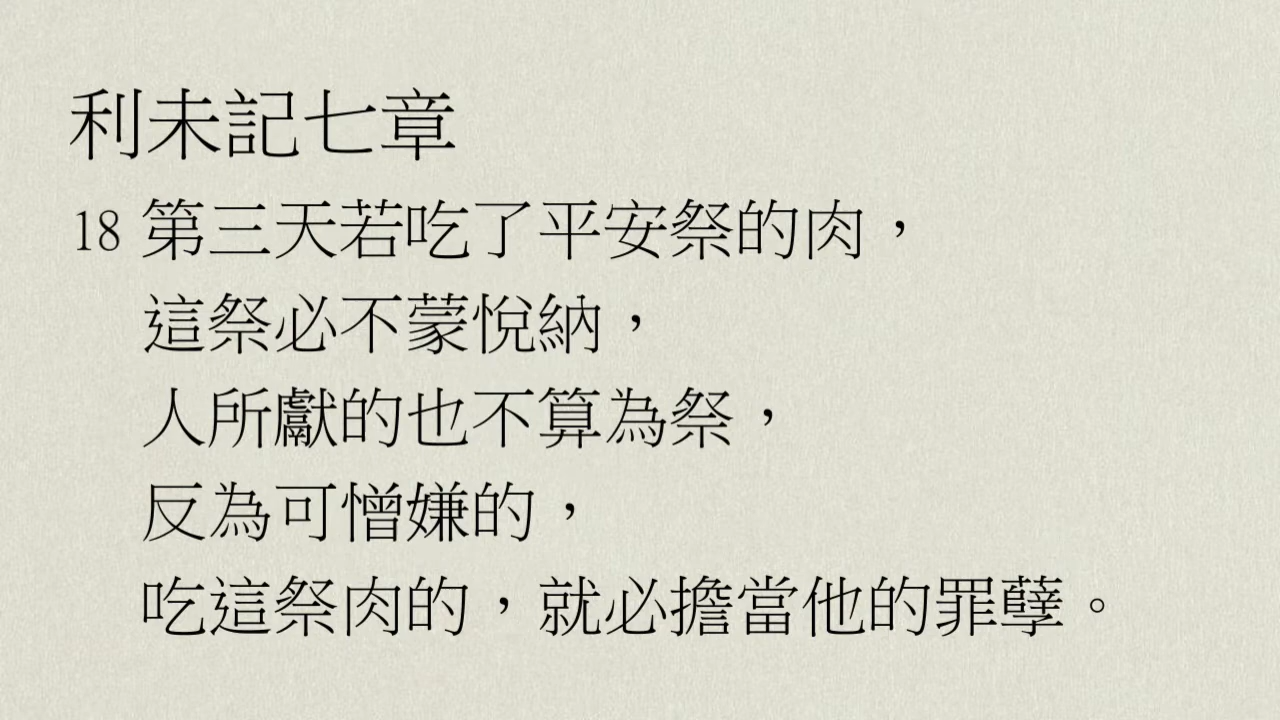 利未記七章
18 第三天若吃了平安祭的肉，
這祭必不蒙悅納，
人所獻的也不算為祭，
反為可憎嫌的，
吃這祭肉的，就必擔當他的罪孽。